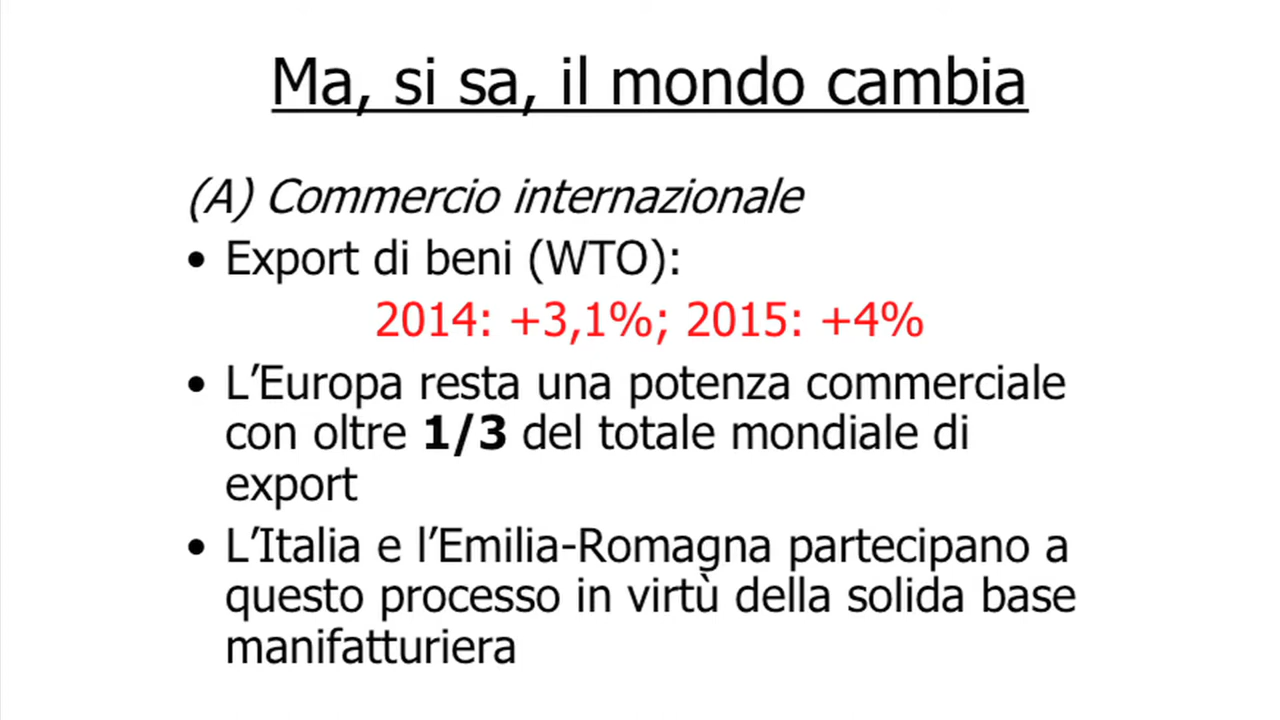 Ma, si sa, il mondo cambia
(A) Commercio internazionale
• Export di beni (WTO):
2014: +3,1%; 2015: +4%
• L’Europa resta una potenza commerciale
con oltre 1/3 del totale mondiale di
export
• L’Italia e l’Emilia-Romagna partecipano a
questo processo in virtù della solida base
manifatturiera